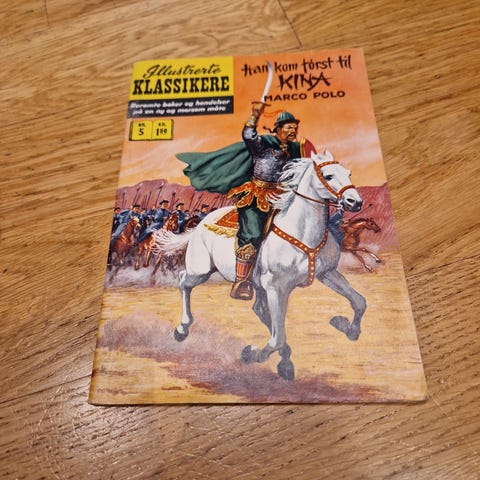 Illustrerte
KLASSIKERE
Berømte bøker og hendelser
på en ny og morsom måte
NR.
5
KR.
1.50
Han kom først til
KINA
MARCO POLO